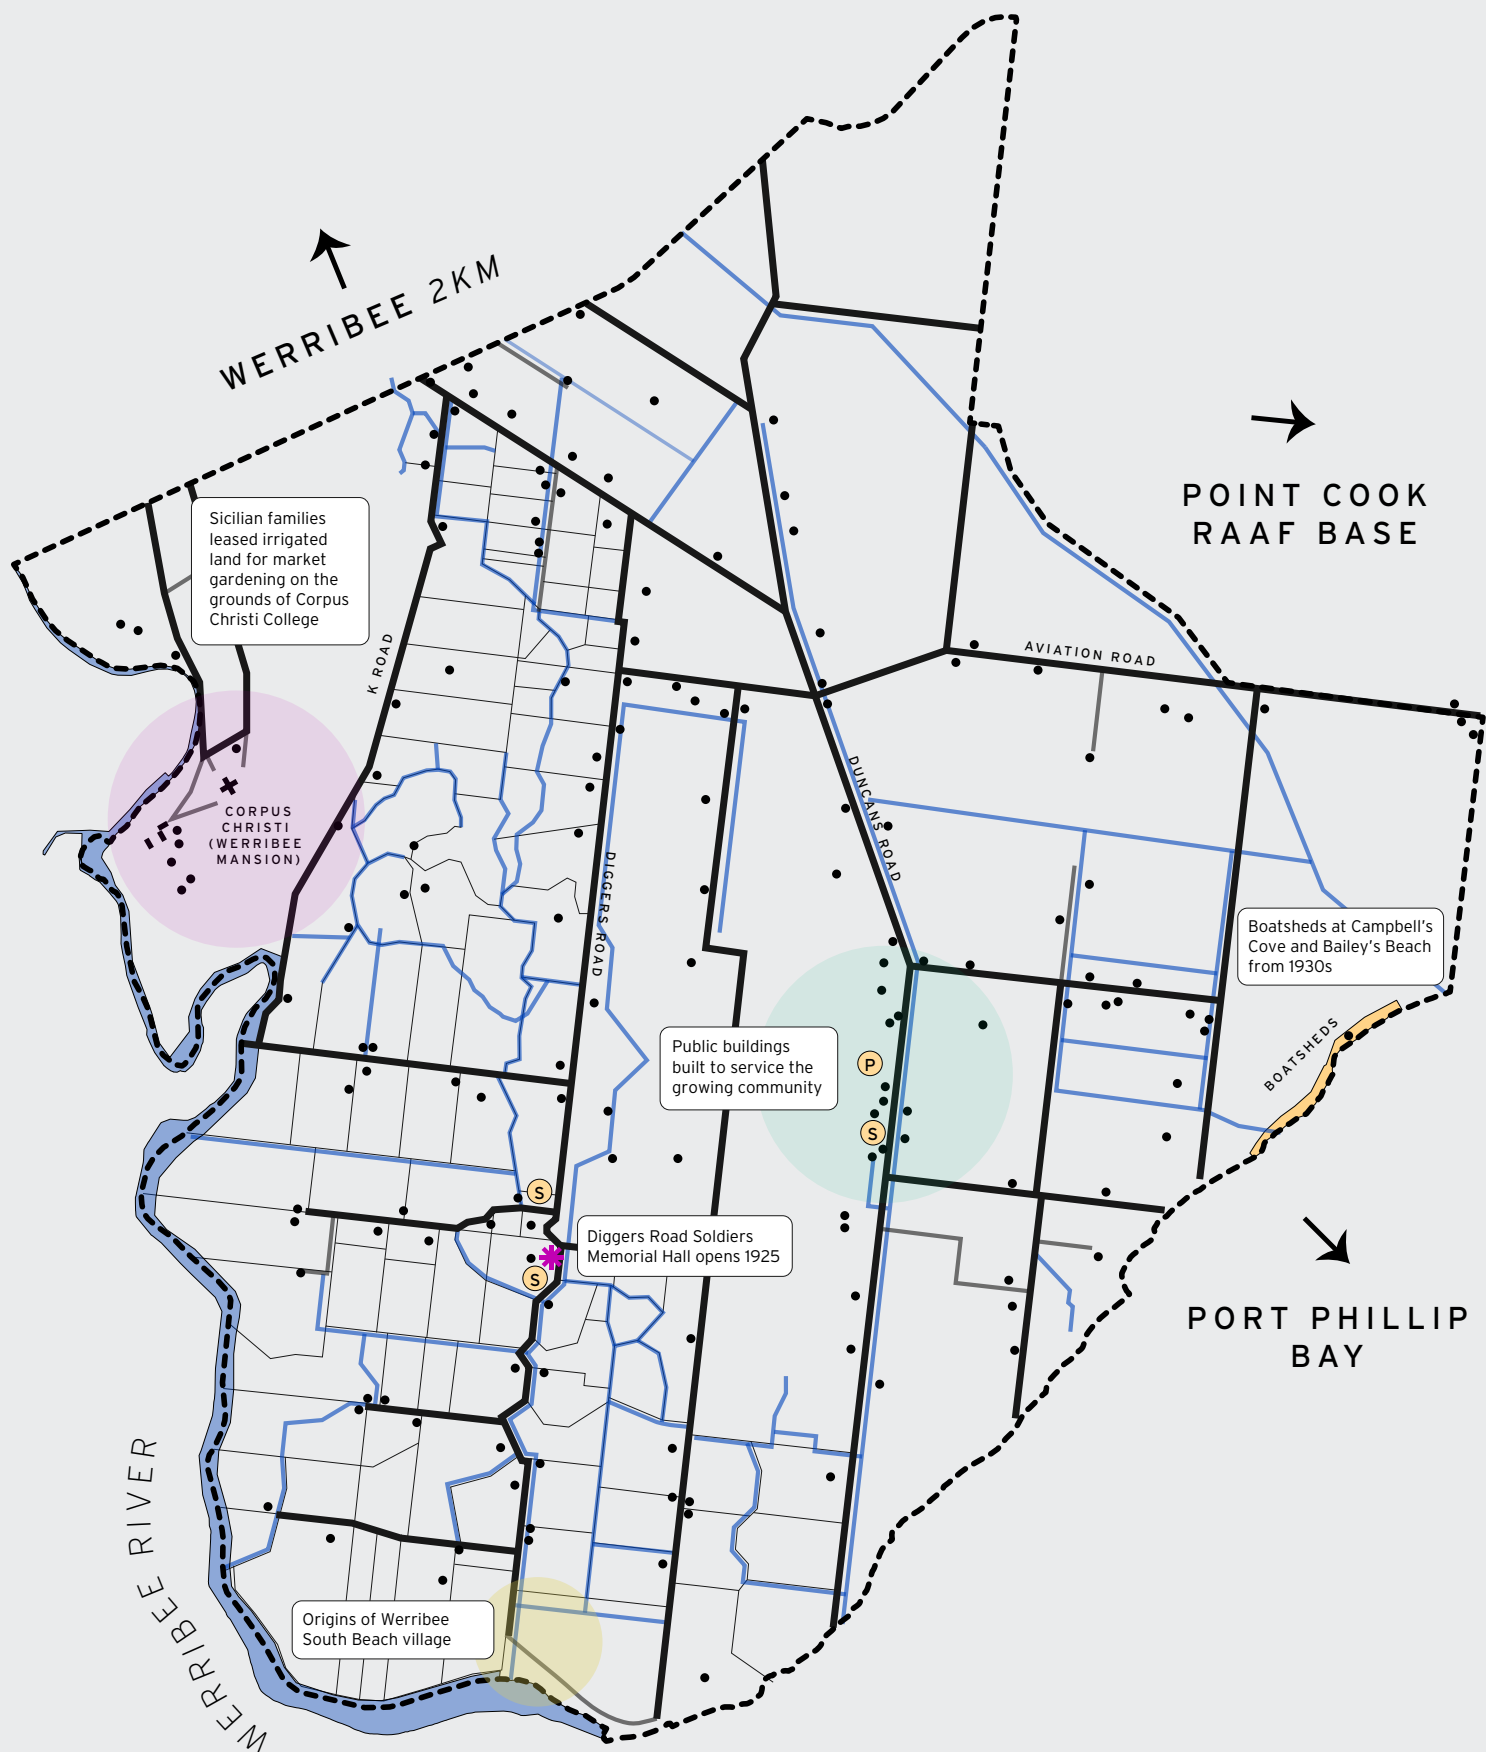 WERRIBEE 2KM
POINT COOK
RAAF BASE
Sicilian families
leased irrigated
land for market
gardening on the
grounds of Corpus
Christi College
K ROAD
AVIATION ROAD
CORPUS
CHRISTI
(WERRIBEE
MANSION)
DIGGERS ROAD
DUNCANS ROAD
Boatsheds at Campbell's
Cove and Bailey's Beach
from 1930s
BOATSHEDS
Public buildings
built to service the
growing community
P
S
S
Diggers Road Soldiers
Memorial Hall opens 1925
S
PORT PHILLIP
BAY
WERRIBEE RIVER
Origins of Werribee
South Beach village